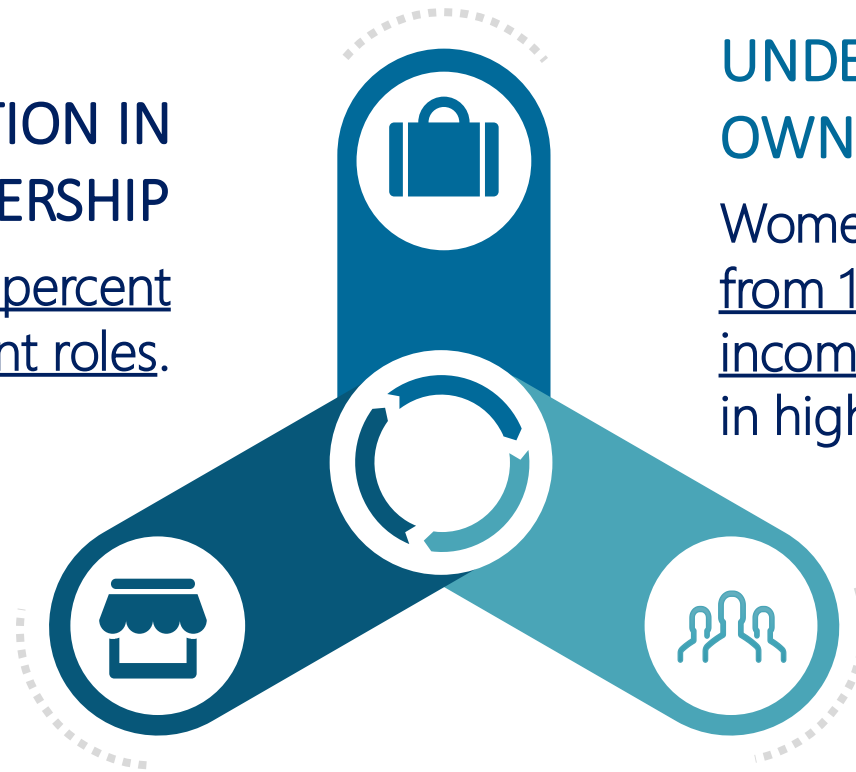 TION IN
ERSHIP
percent
nt roles.
UNDE
OWN
Wome
from 1
incom
in high